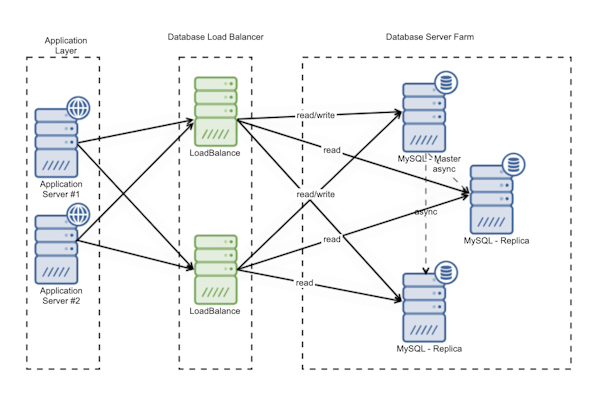 Application
Layer
Database Load Balancer
Database Server Farm
Application
Server #1
LoadBalance
read/write
read
MySQL - Master
async
MySQL - Replica
read/write
async
read
Application
Server #2
LoadBalance
read
MySQL - Replica